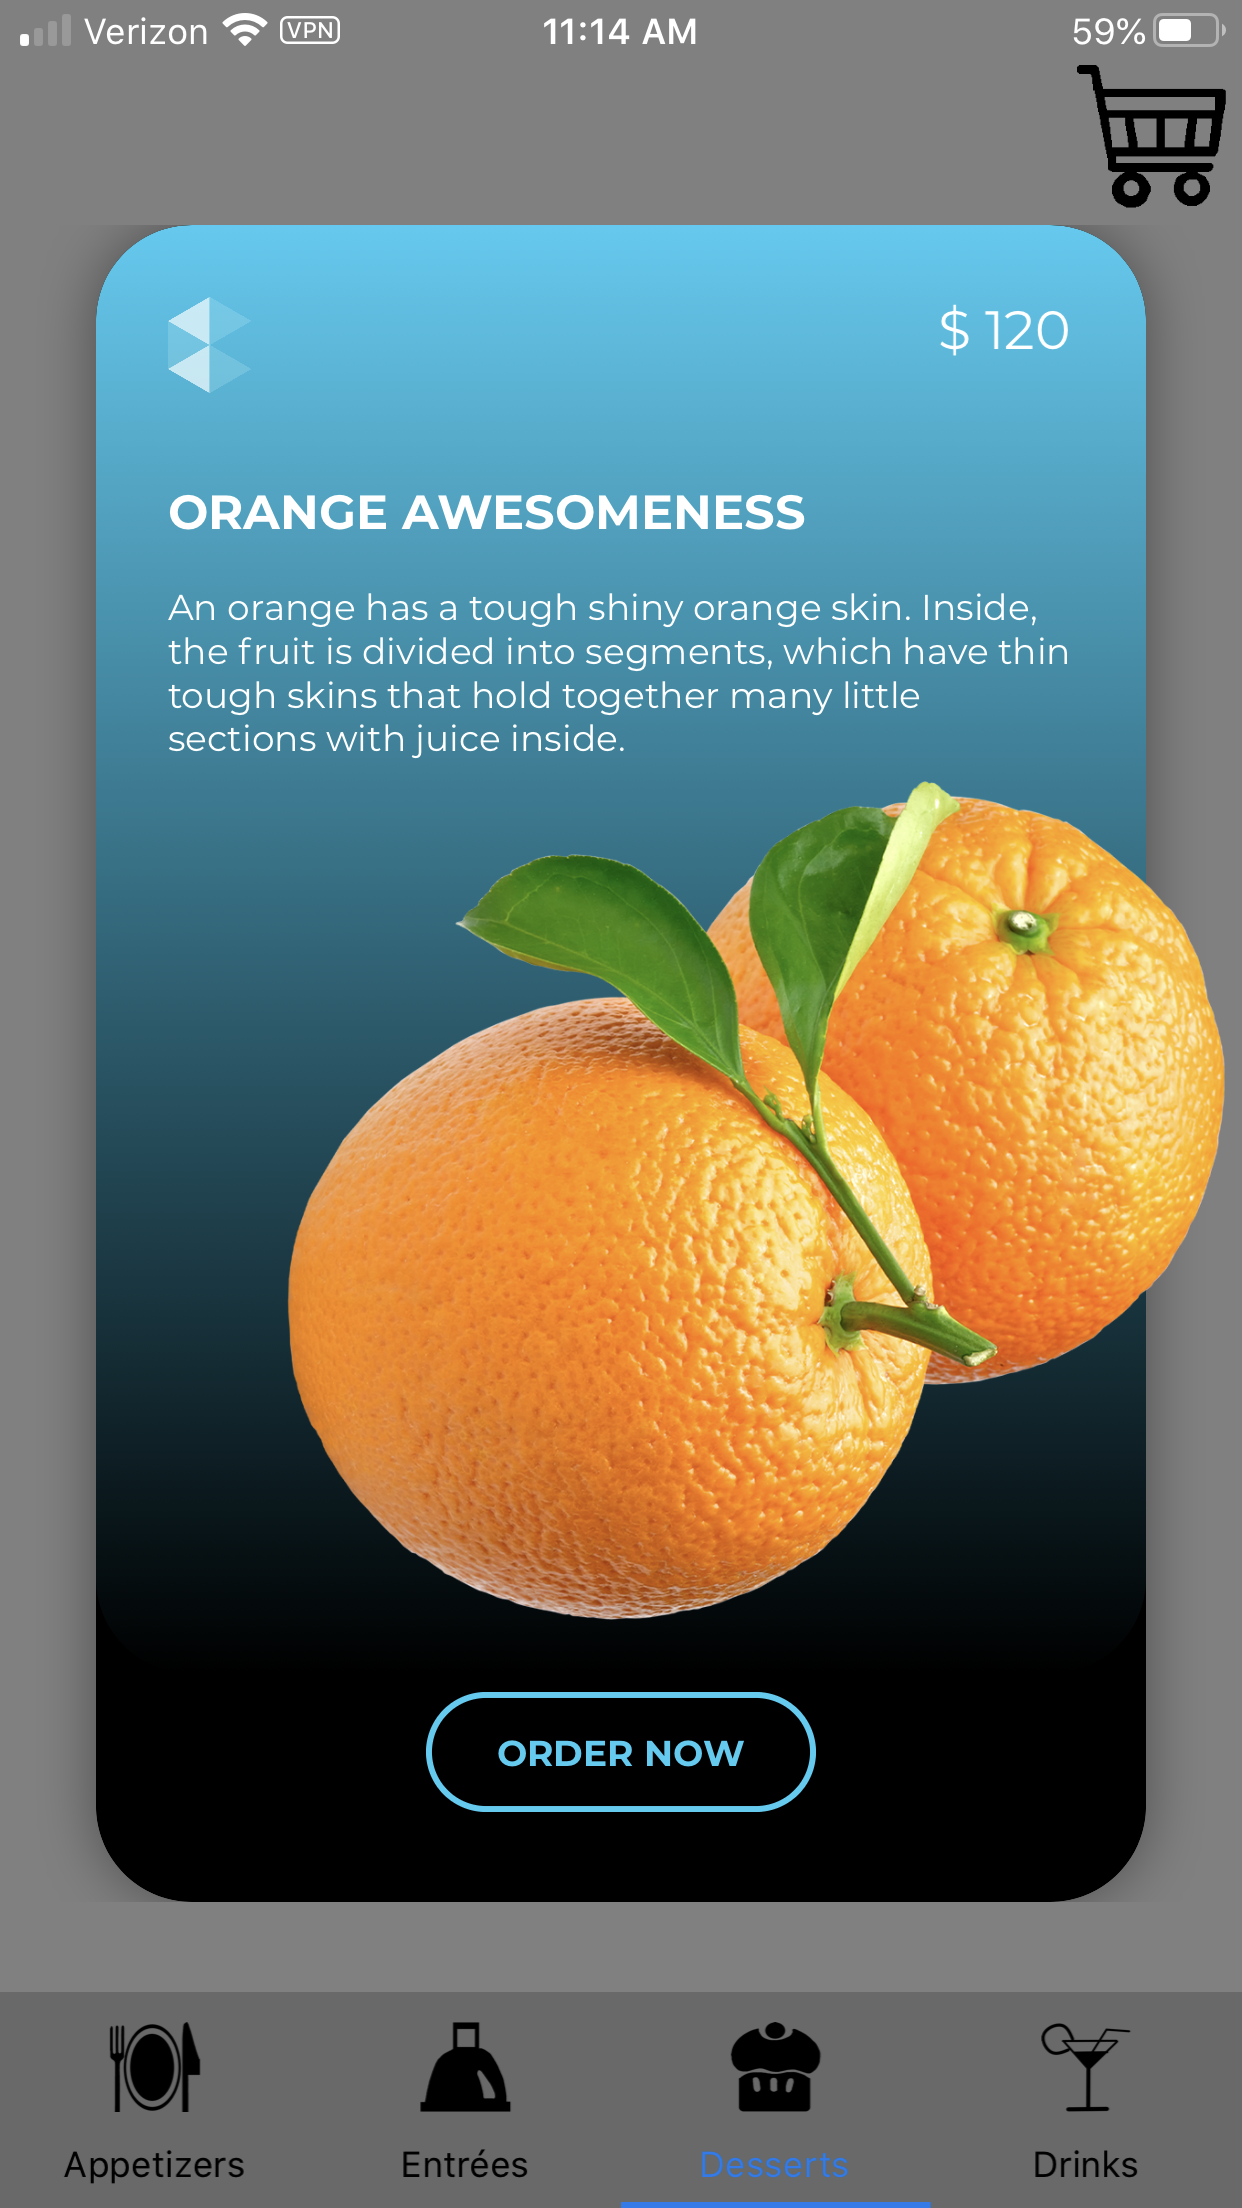 Verizon VPN 11:14 AM 59%
$ 120
ORANGE AWESOMENESS
An orange has a tough shiny orange skin. Inside,
the fruit is divided into segments, which have thin
tough skins that hold together many little
sections with juice inside.
ORDER NOW
Appetizers Entrées Desserts Drinks